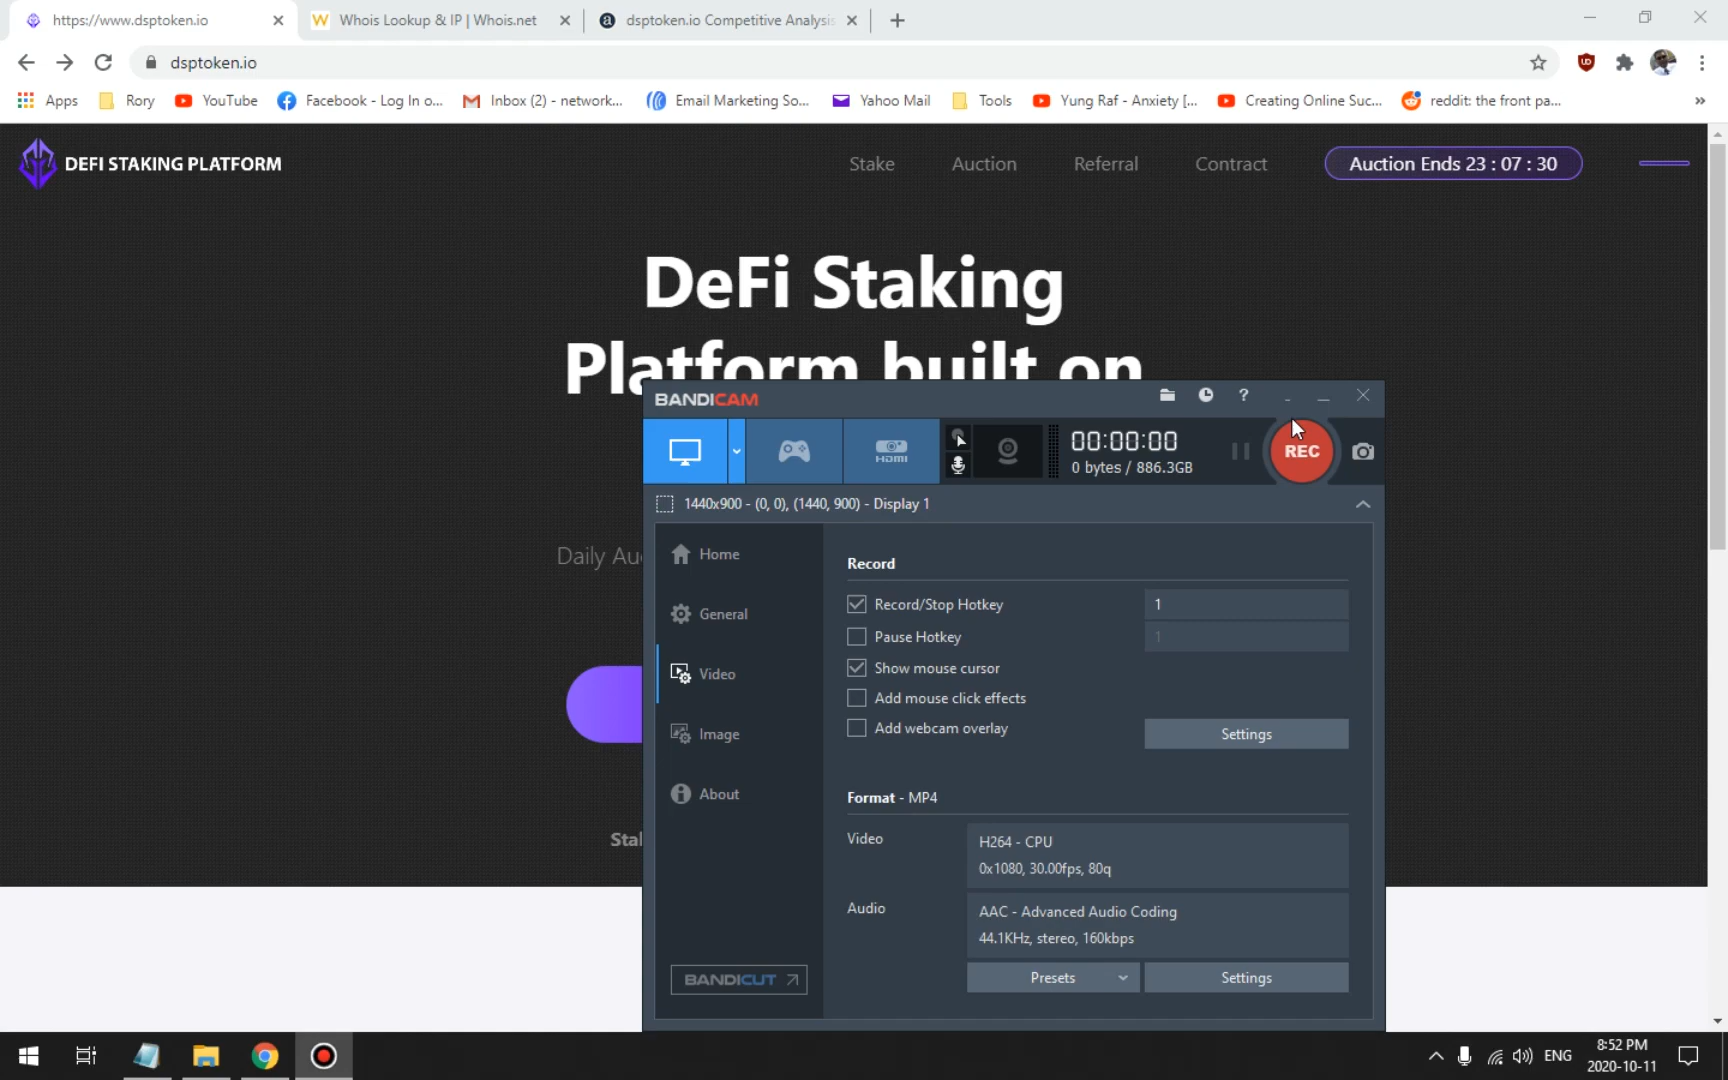 https://www.dsptoken.io
Whois Lookup & IP | Whois.net
dsptoken.io Competitive Analysis
dsptoken.io
Apps
Rory
YouTube
Facebook - Log In o...
Inbox (2) - network...
Email Marketing So...
Yahoo Mail
Tools
Yung Raf - Anxiety [...
Creating Online Suc...
reddit: the front pa...
»
DEFI STAKING PLATFORM
Stake
Auction
Referral
Contract
Auction Ends 23 : 07 : 30
DeFi Staking
Platform built on
BANDICAM
?
HDMI
00:00:00
0 bytes / 886.3GB
REC
1440x900 - (0, 0), (1440, 900) - Display 1
Daily Au
Home
General
Video
Image
About
BANDICUT
Stak
Record
Record/Stop Hotkey
1
Pause Hotkey
1
Show mouse cursor
Add mouse click effects
Add webcam overlay
Settings
Format - MP4
Video
H264 - CPU
0x1080, 30.00fps, 80q
Audio
AAC - Advanced Audio Coding
44.1KHz, stereo, 160kbps
Presets
Settings
ENG
8:52 PM
2020-10-11